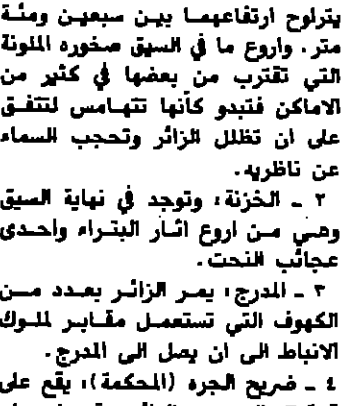 يترلوح ارتفاعهما بين سبعين ومئة
متر. واروع ما في السيق صخوره الملونة
التي تقترب من بعضها في كثير من
الاماكن فتبدو كأنها تتهامس لتتفق
على ان تظلل الزائر وتحجب السماء
عن ناظريه.
٢ - الخزنة: وتوجد في نهاية السيق
وهي من اروع اثار البتراء واحدى
عجائب النحت.
٣ - المدرج: يمر الزائر بعدد من
الكهوف التي تستعمل مقابر لملوك
الانباط الى ان يصل الى المدرج.
٤ - ضريح الجره (المحكمة): يقع على